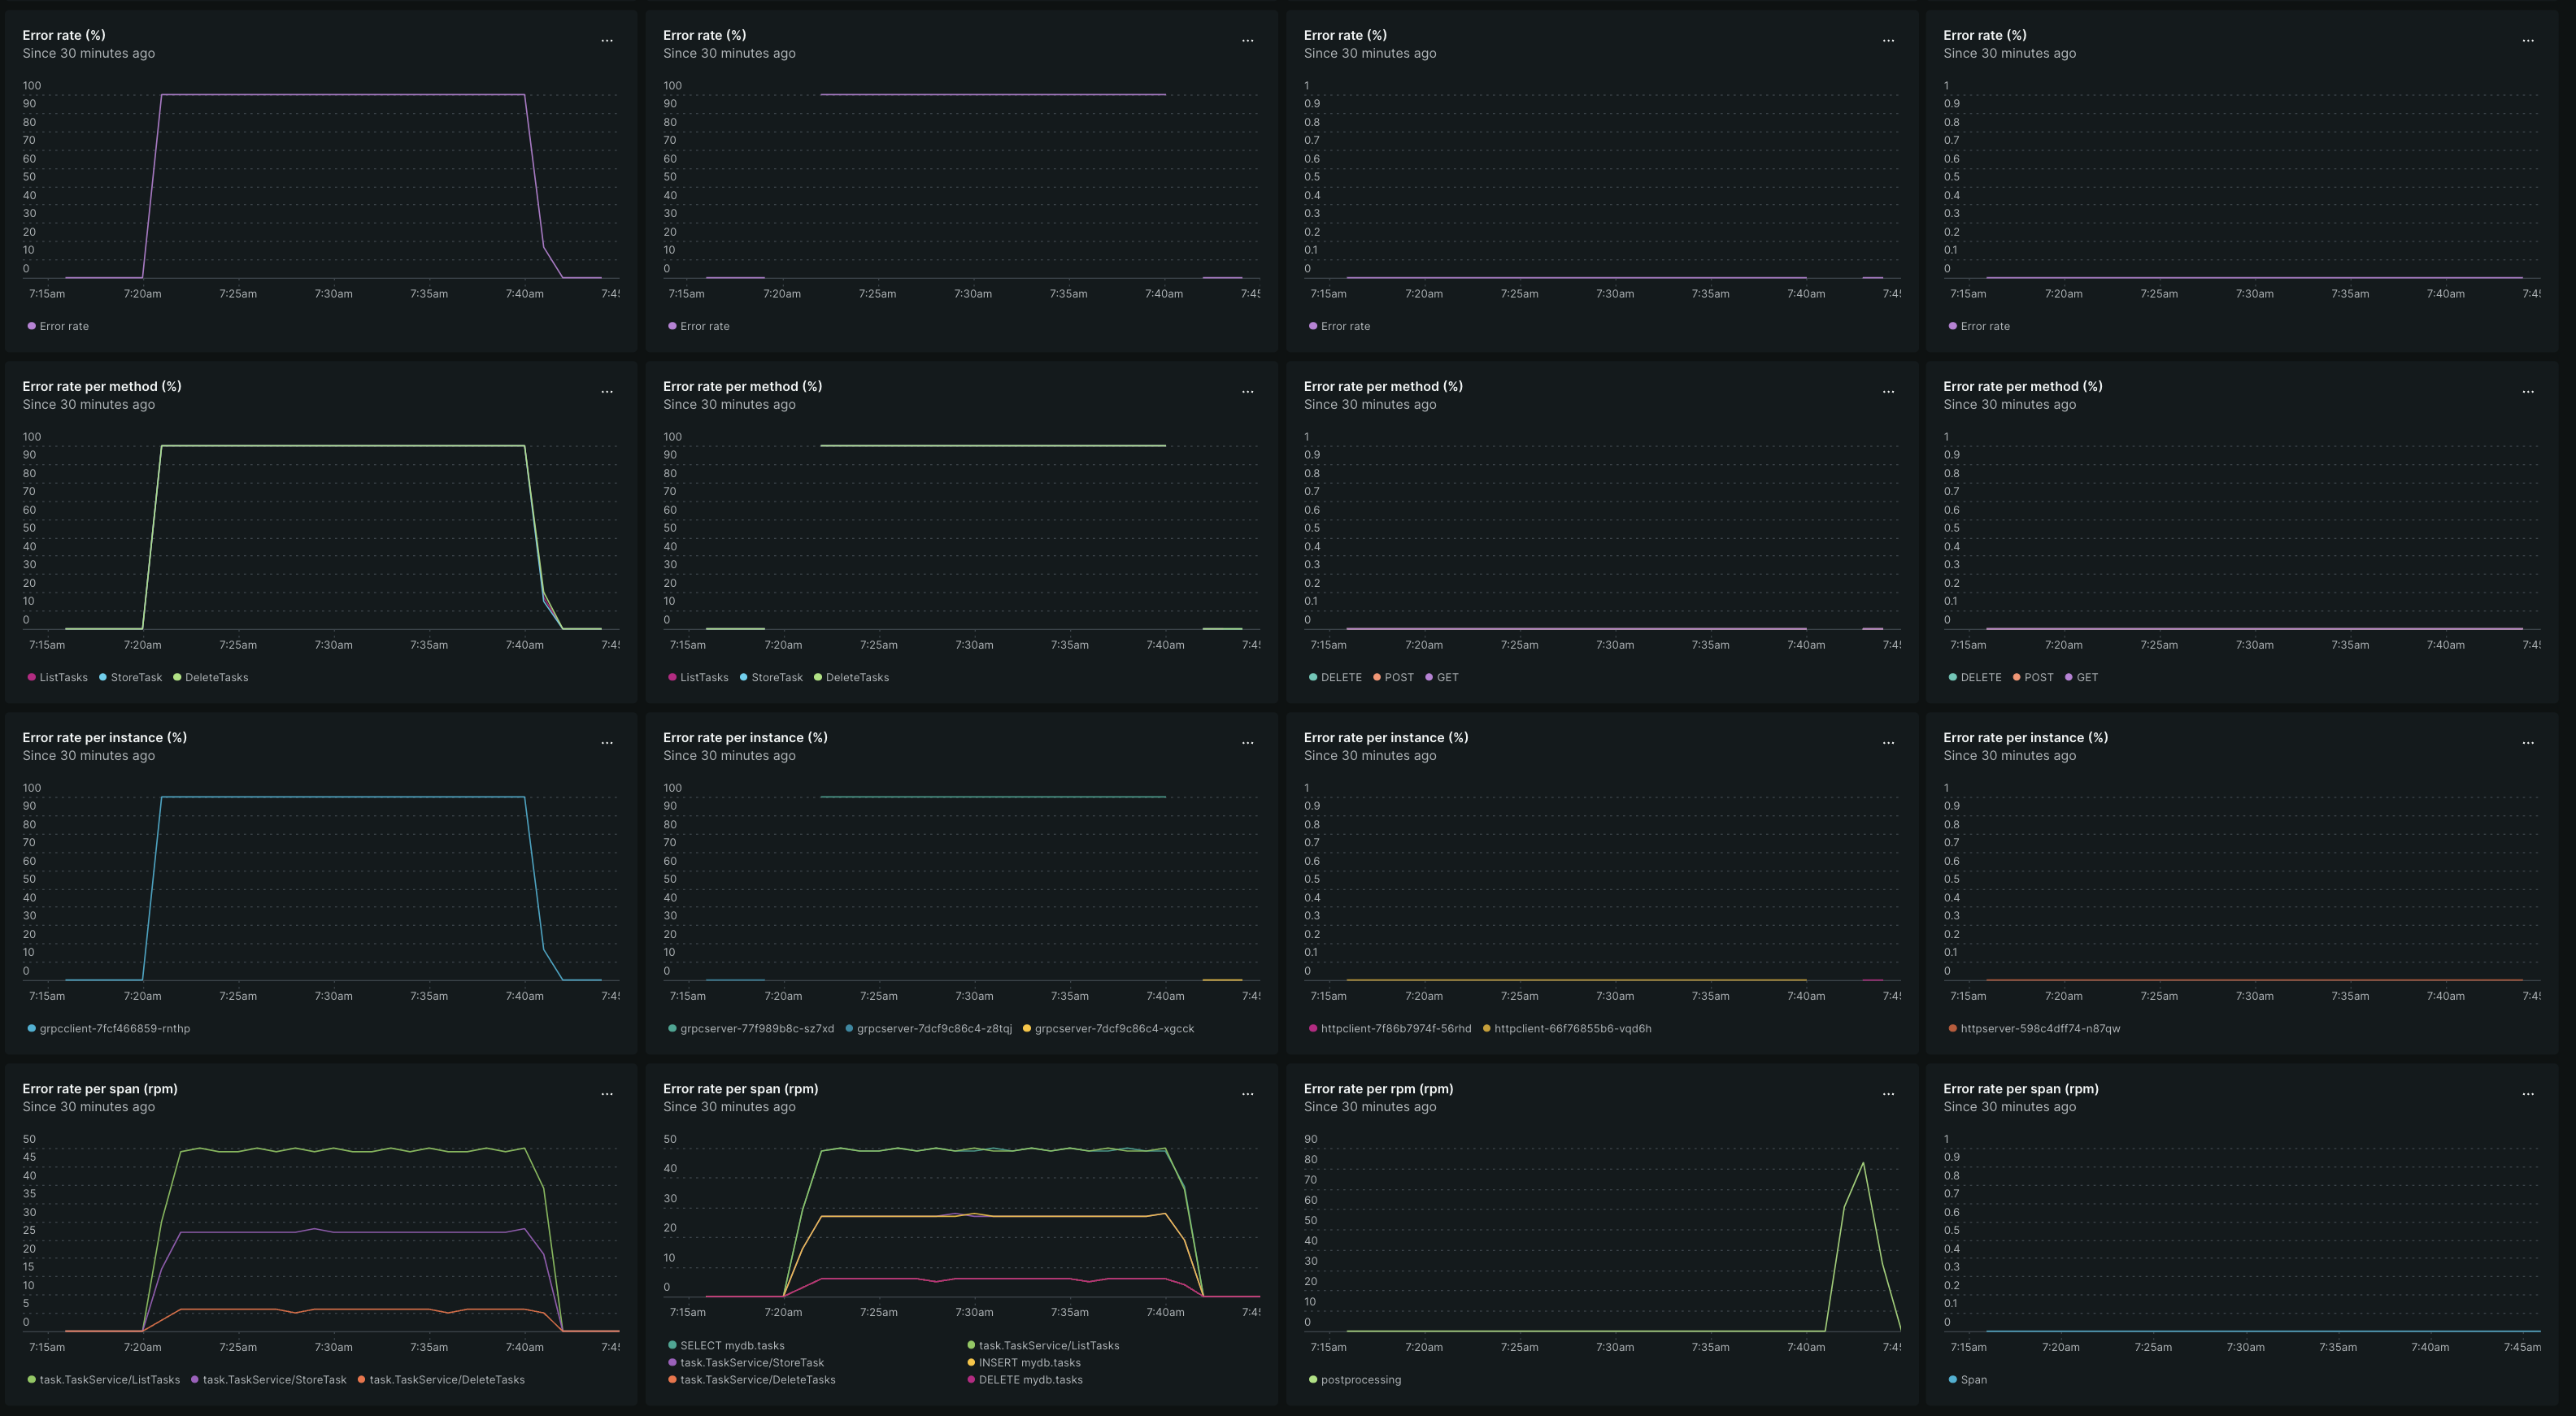 Error rate (%)
Since 30 minutes ago
...
100
90
80
70
60
50
40
30
20
10
0
7:15am 7:20am 7:25am 7:30am 7:35am 7:40am 7:45
Error rate
Error rate (%)
Since 30 minutes ago
...
100
90
80
70
60
50
40
30
20
10
0
7:15am 7:20am 7:25am 7:30am 7:35am 7:40am 7:45
Error rate
Error rate (%)
Since 30 minutes ago
...
1
0.9
0.8
0.7
0.6
0.5
0.4
0.3
0.2
0.1
0
7:15am 7:20am 7:25am 7:30am 7:35am 7:40am 7:45
Error rate
Error rate (%)
Since 30 minutes ago
...
1
0.9
0.8
0.7
0.6
0.5
0.4
0.3
0.2
0.1
0
7:15am 7:20am 7:25am 7:30am 7:35am 7:40am 7:45
Error rate
Error rate per method (%)
Since 30 minutes ago
...
100
90
80
70
60
50
40
30
20
10
0
7:15am 7:20am 7:25am 7:30am 7:35am 7:40am 7:45
ListTasks StoreTask DeleteTasks
Error rate per method (%)
Since 30 minutes ago
...
100
90
80
70
60
50
40
30
20
10
0
7:15am 7:20am 7:25am 7:30am 7:35am 7:40am 7:45
ListTasks StoreTask DeleteTasks
Error rate per method (%)
Since 30 minutes ago
...
1
0.9
0.8
0.7
0.6
0.5
0.4
0.3
0.2
0.1
0
7:15am 7:20am 7:25am 7:30am 7:35am 7:40am 7:45
DELETE POST GET
Error rate per method (%)
Since 30 minutes ago
...
1
0.9
0.8
0.7
0.6
0.5
0.4
0.3
0.2
0.1
0
7:15am 7:20am 7:25am 7:30am 7:35am 7:40am 7:45
DELETE POST GET
Error rate per instance (%)
Since 30 minutes ago
...
100
90
80
70
60
50
40
30
20
10
0
7:15am 7:20am 7:25am 7:30am 7:35am 7:40am 7:45
grpcclient-7fcf466859-rnthp
Error rate per instance (%)
Since 30 minutes ago
...
100
90
80
70
60
50
40
30
20
10
0
7:15am 7:20am 7:25am 7:30am 7:35am 7:40am 7:45
grpcserver-77f989b8c-sz7xd grpcserver-7dcf9c86c4-z8tqj grpcserver-7dcf9c86c4-xgcck
Error rate per instance (%)
Since 30 minutes ago
...
1
0.9
0.8
0.7
0.6
0.5
0.4
0.3
0.2
0.1
0
7:15am 7:20am 7:25am 7:30am 7:35am 7:40am 7:45
httpclient-7f86b7974f-56rhd httpclient-66f76855b6-vqd6h
Error rate per instance (%)
Since 30 minutes ago
...
1
0.9
0.8
0.7
0.6
0.5
0.4
0.3
0.2
0.1
0
7:15am 7:20am 7:25am 7:30am 7:35am 7:40am 7:45
httpserver-598c4dff74-n87qw
Error rate per span (rpm)
Since 30 minutes ago
...
50
45
40
35
30
25
20
15
10
5
0
7:15am 7:20am 7:25am 7:30am 7:35am 7:40am 7:45
task.TaskService/ListTasks task.TaskService/StoreTask task.TaskService/DeleteTasks
Error rate per span (rpm)
Since 30 minutes ago
...
50
40
30
20
10
0
7:15am 7:20am 7:25am 7:30am 7:35am 7:40am 7:45
SELECT mydb.tasks task.TaskService/ListTasks
task.TaskService/StoreTask INSERT mydb.tasks
task.TaskService/DeleteTasks DELETE mydb.tasks
Error rate per rpm (rpm)
Since 30 minutes ago
...
90
80
70
60
50
40
30
20
10
0
7:15am 7:20am 7:25am 7:30am 7:35am 7:40am 7:45
postprocessing
Error rate per span (rpm)
Since 30 minutes ago
...
1
0.9
0.8
0.7
0.6
0.5
0.4
0.3
0.2
0.1
0
7:15am 7:20am 7:25am 7:30am 7:35am 7:40am 7:45am
Span